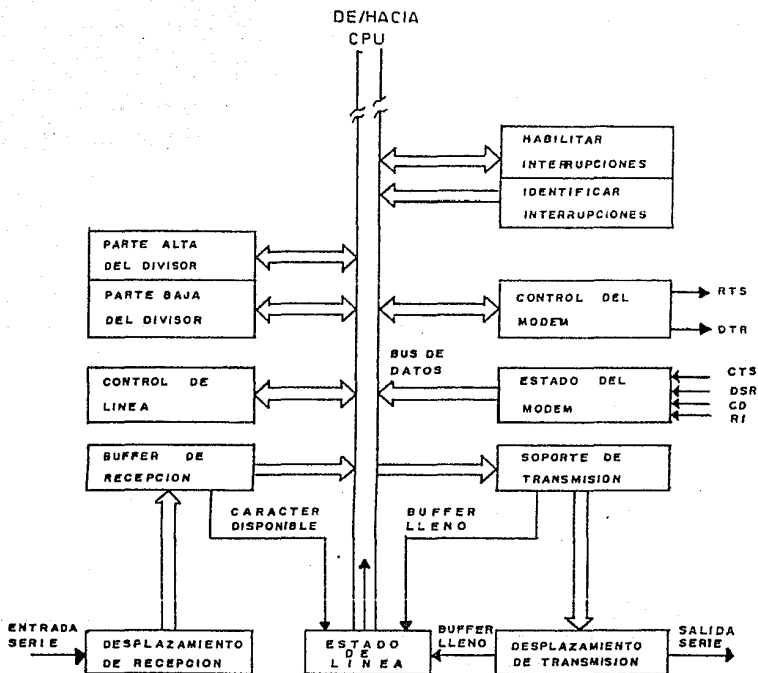 DE/HACIA
CPU
HABILITAR
INTERRUPCIONES
IDENTIFICAR
INTERRUPCIONES
PARTE ALTA
DEL DIVISOR
PARTE BAJA
DEL DIVISOR
CONTROL DEL
MODEM
RTS
DTR
BUS DE
DATOS
CONTROL DE
LINEA
ESTADO DEL
MODEM
CTS
DSR
CD
RI
BUFFER DE
RECEPCION
SOPORTE DE
TRANSMISION
CARACTER
DISPONIBLE
BUFFER
LLENO
ENTRADA
SERIE
DESPLAZAMIENTO
DE RECEPCION
ESTADO
DE
LINEA
BUFFER
LLENO
DESPLAZAMIENTO
DE TRANSMISION
SALIDA
SERIE